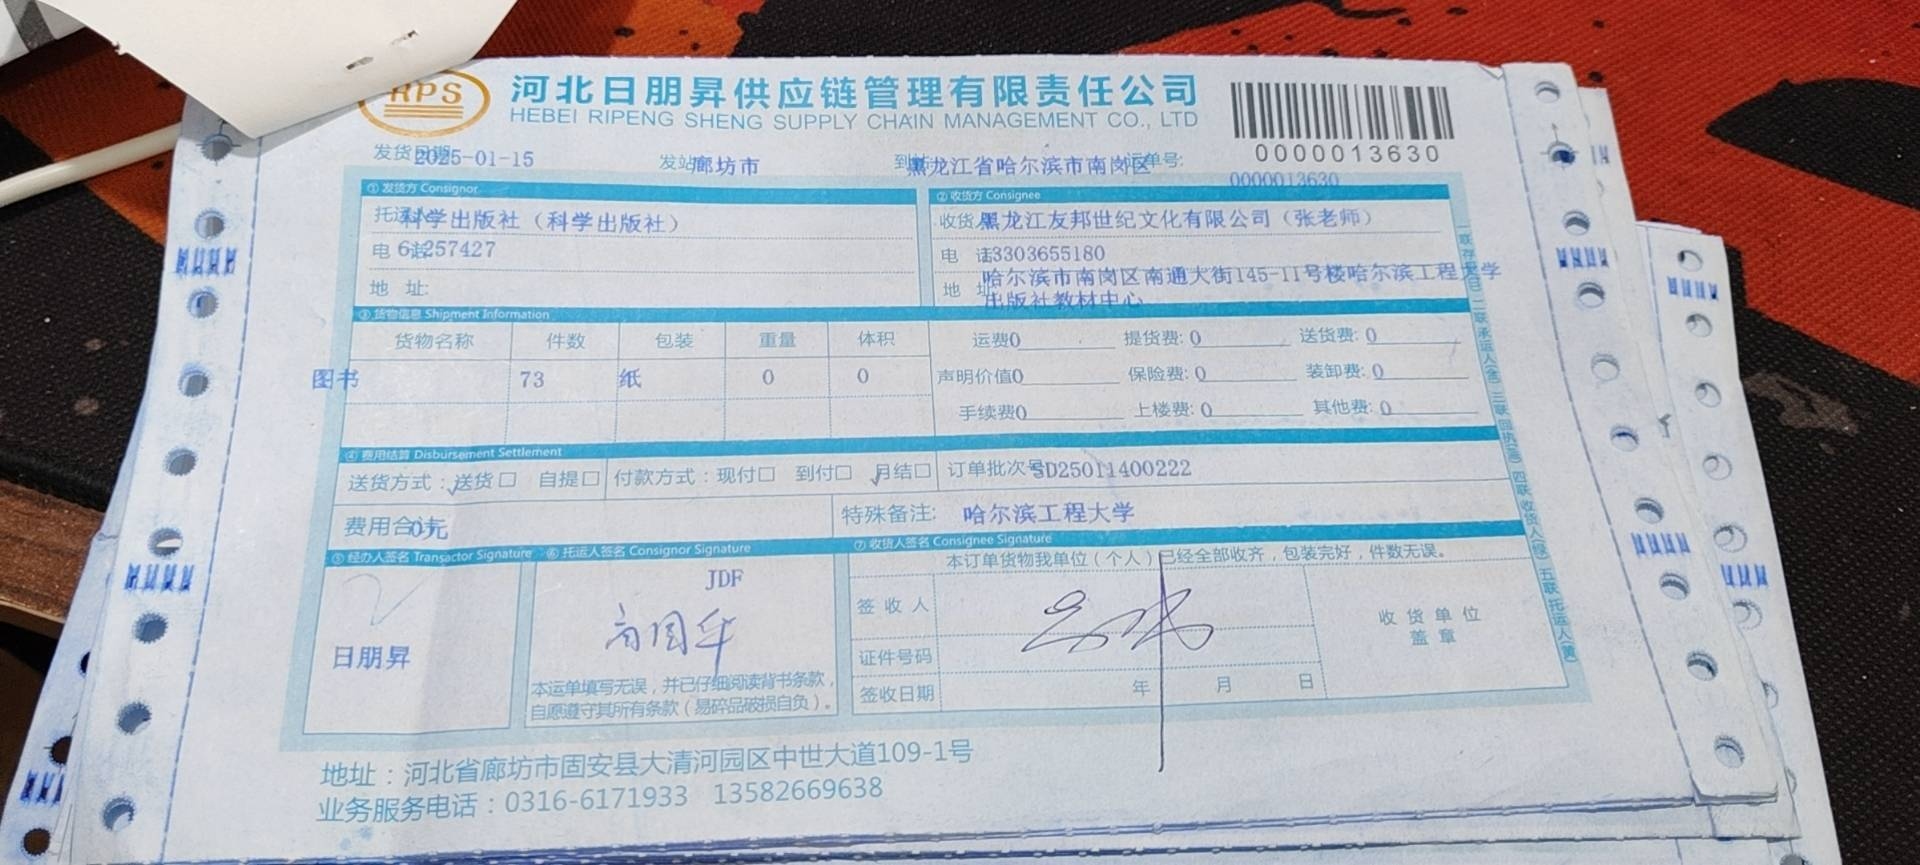 RPS
河北日朋昇供应链管理有限责任公司
HEBEI RIPENG SHENG SUPPLY CHAIN MANAGEMENT CO., LTD
0000013630
发货日期 2025-01-15 发站 廊坊市 到站 黑龙江省哈尔滨市南岗区 运单号:
0000013630
① 发货方 Consignor
② 收货方 Consignee
托运人 科学出版社（科学出版社）
收货人 黑龙江友邦世纪文化有限公司（张老师）
电 话 257427
电 话 3303655180
地 址:
地 址 哈尔滨市南岗区南通大街145-11号楼哈尔滨工程大学
出版社教材中心
③ 货物信息 Shipment Information
货物名称 件数 包装 重量 体积
运费 0 提货费: 0 送货费: 0
图书 73 纸 0 0
声明价值 0 保险费: 0 装卸费: 0
手续费 0 上楼费: 0 其他费: 0
④ 费用结算 Disbursement Settlement
送货方式：送货□ 自提□ 付款方式：现付□ 到付□ 月结□ 订单批次号 SD25011400222
费用合计 0元
特殊备注: 哈尔滨工程大学
⑤ 经办人签名 Transactor Signature
⑥ 托运人签名 Consignor Signature
⑦ 收货人签名 Consignee Signature
本订单货物我单位（个人）已经全部收齐，包装完好，件数无误。
JDF
签 收 人
收 货 单 位
盖 章
日朋昇
证件号码
本运单填写无误，并已仔细阅读背书条款，
自愿遵守其所有条款（易碎品破损自负）。
签收日期 年 月 日
地址：河北省廊坊市固安县大清河园区中世大道109-1号
业务服务电话：0316-6171933 13582669638